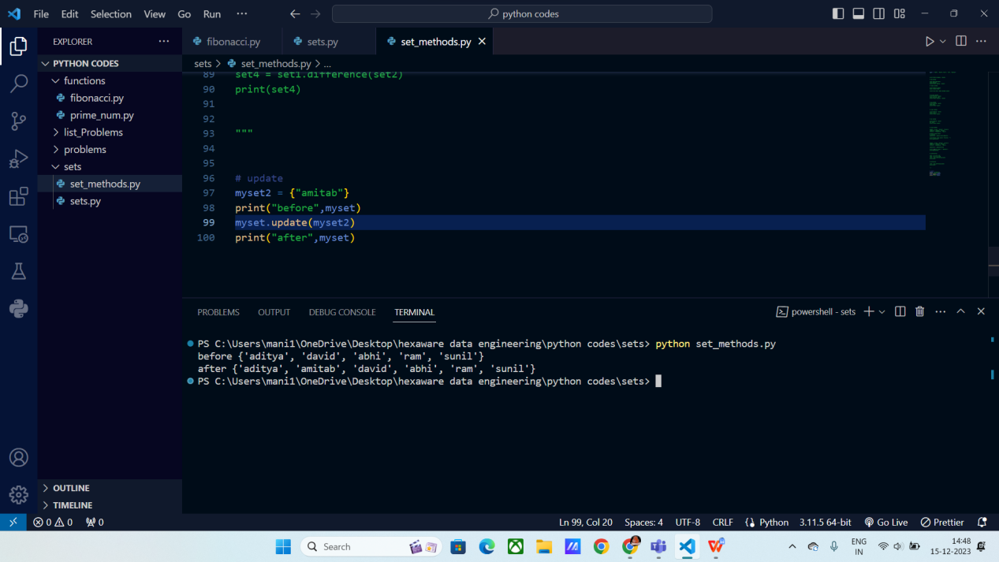 File Edit Selection View Go Run ···
python codes
EXPLORER
fibonacci.py
sets.py
set_methods.py
PYTHON CODES
functions
fibonacci.py
prime_num.py
list_Problems
problems
sets
set_methods.py
sets.py
OUTLINE
TIMELINE
sets > set_methods.py > ...
89 set4 = set1.difference(set2)
90 print(set4)
91
92
93 """
94
95
96 # update
97 myset2 = {"amitab"}
98 print("before",myset)
99 myset.update(myset2)
100 print("after",myset)
PROBLEMS OUTPUT DEBUG CONSOLE TERMINAL
powershell - sets
PS C:\Users\mani1\OneDrive\Desktop\hexaware data engineering\python codes\sets> python set_methods.py
before {'aditya', 'david', 'abhi', 'ram', 'sunil'}
after {'aditya', 'amitab', 'david', 'abhi', 'ram', 'sunil'}
PS C:\Users\mani1\OneDrive\Desktop\hexaware data engineering\python codes\sets>
0 0 0
Ln 99, Col 20 Spaces: 4 UTF-8 CRLF Python 3.11.5 64-bit Go Live Prettier
Search
ENG
IN
14:48
15-12-2023